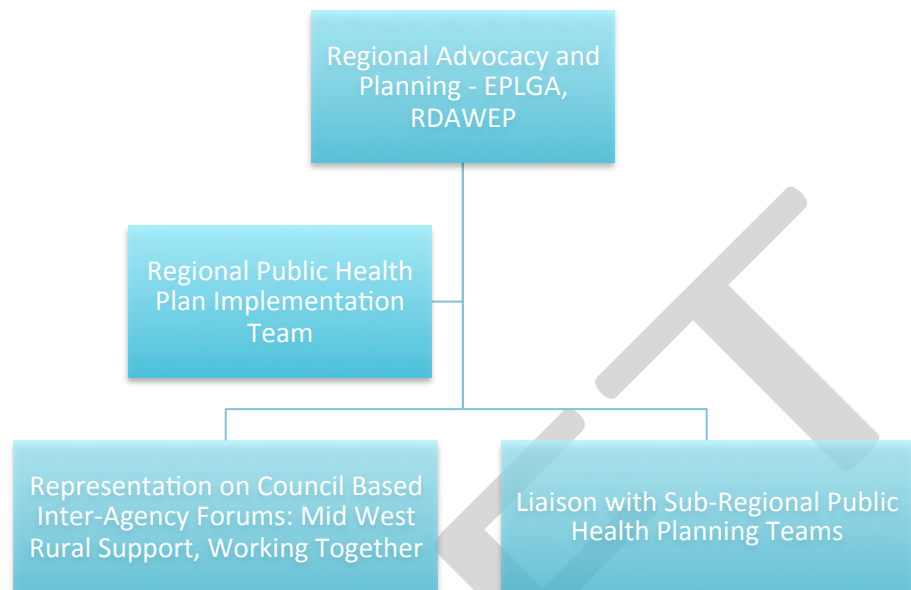 Regional Advocacy and
Planning - EPLGA,
RDAWEP
Regional Public Health
Plan Implementation
Team
Representation on Council Based
Inter-Agency Forums: Mid West
Rural Support, Working Together
Liaison with Sub-Regional Public
Health Planning Teams